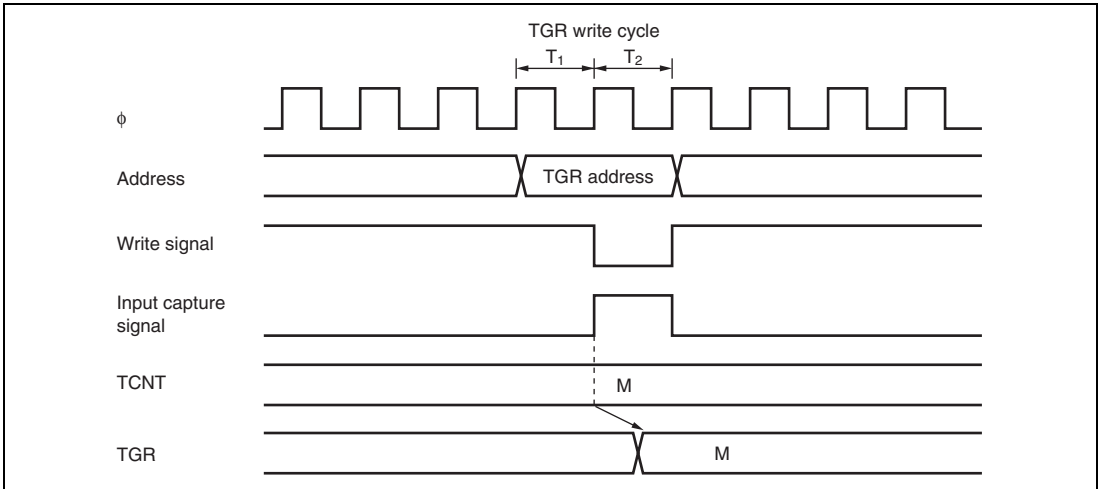 TGR write cycle
T1 T2
φ
Address
TGR address
Write signal
Input capture
signal
TCNT
M
TGR
M